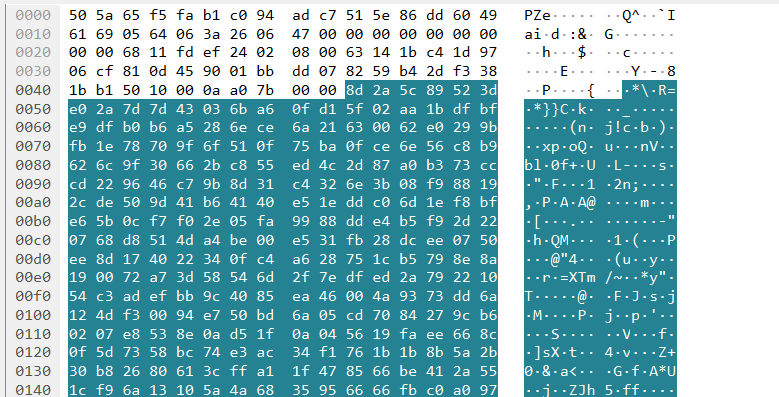 0000 50 5a 65 f5 fa b1 c0 94 ad c7 51 5e 86 dd 60 49 PZe····· ··Q^··`I
0010 61 69 05 64 06 3a 26 06 47 00 00 00 00 00 00 00 ai·d·:&· G·······
0020 00 00 68 11 fd ef 24 02 08 00 63 14 1b c4 1d 97 ··h···$· ··c·····
0030 06 cf 81 0d 45 90 01 bb dd 07 82 59 b4 2d f3 38 ····E··· ···Y·-·8
0040 1b b1 50 10 00 0a a0 7b 00 00 8d 2a 5c 89 52 3d ··P····{ ···*\·R=
0050 e0 2a 7d 7d 43 03 6b a6 0f d1 5f 02 aa 1b df bf ·*}}C·k· ··_·····
0060 e9 df b0 b6 a5 28 6e ce 6a 21 63 00 62 e0 29 9b ·····(n· j!c·b·)·
0070 fb 1e 78 70 9f 6f 51 0f 75 ba 0f ce 6e 56 c8 b9 ··xp·oQ· u···nV··
0080 62 6c 9f 30 66 2b c8 55 ed 4c 2d 87 a0 b3 73 cc bl·0f+·U ·L-···s·
0090 cd 22 96 46 c7 9b 8d 31 c4 32 6e 3b 08 f9 88 19 ·"·F···1 ·2n;····
00a0 2c de 50 9d 41 b6 41 40 e5 1e dd c0 6d 1e f8 bf ,·P·A·A@ ····m···
00b0 e6 5b 0c f7 f0 2e 05 fa 99 88 dd e4 b5 f9 2d 22 ·[···.·· ······-"
00c0 07 68 d8 51 4d a4 be 00 e5 31 fb 28 dc ee 07 50 ·h·QM··· ·1·(···P
00d0 ee 8d 17 40 22 34 0f c4 a6 28 75 1c b5 79 8e 8a ···@"4·· ·(u··y··
00e0 19 00 72 a7 3d 58 54 6d 2f 7e df ed 2a 79 22 10 ··r·=XTm /~··*y"·
00f0 54 c3 ad ef bb 9c 40 85 ea 46 00 4a 93 73 dd 6a T·····@· ·F·J·s·j
0100 12 4d f3 00 94 e7 50 bd 6a 05 cd 70 84 27 9c b6 ·M····P· j··p·'··
0110 02 07 e8 53 8e 0a d5 1f 0a 04 56 19 fa ee 66 8c ···S···· ··V···f·
0120 0f 5d 73 58 bc 74 e3 ac 34 f1 76 1b 1b 8b 5a 2b ·]sX·t·· 4·v···Z+
0130 30 b8 26 80 61 3c ff a1 1f 47 85 66 be 41 2a 55 0·&·a<·· ·G·f·A*U
0140 1c f9 6a 13 10 5a 4a 68 35 95 66 66 fb c0 a0 97 ··j··ZJh 5·ff····